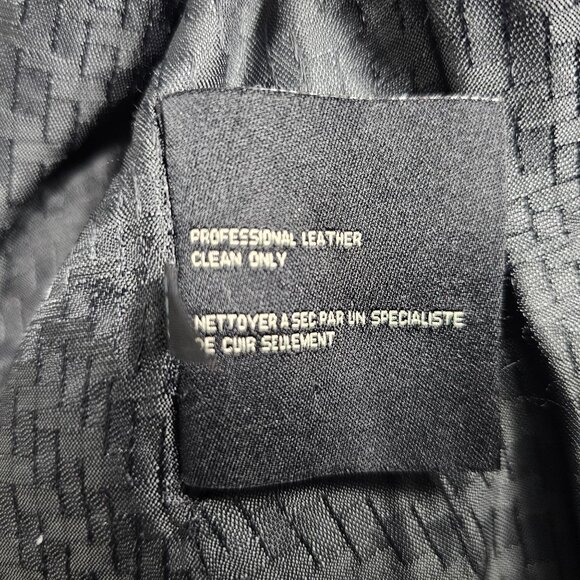 PROFESSIONAL LEATHER
CLEAN ONLY
NETTOYER A SEC PAR UN SPECIALISTE
DE CUIR SEULEMENT